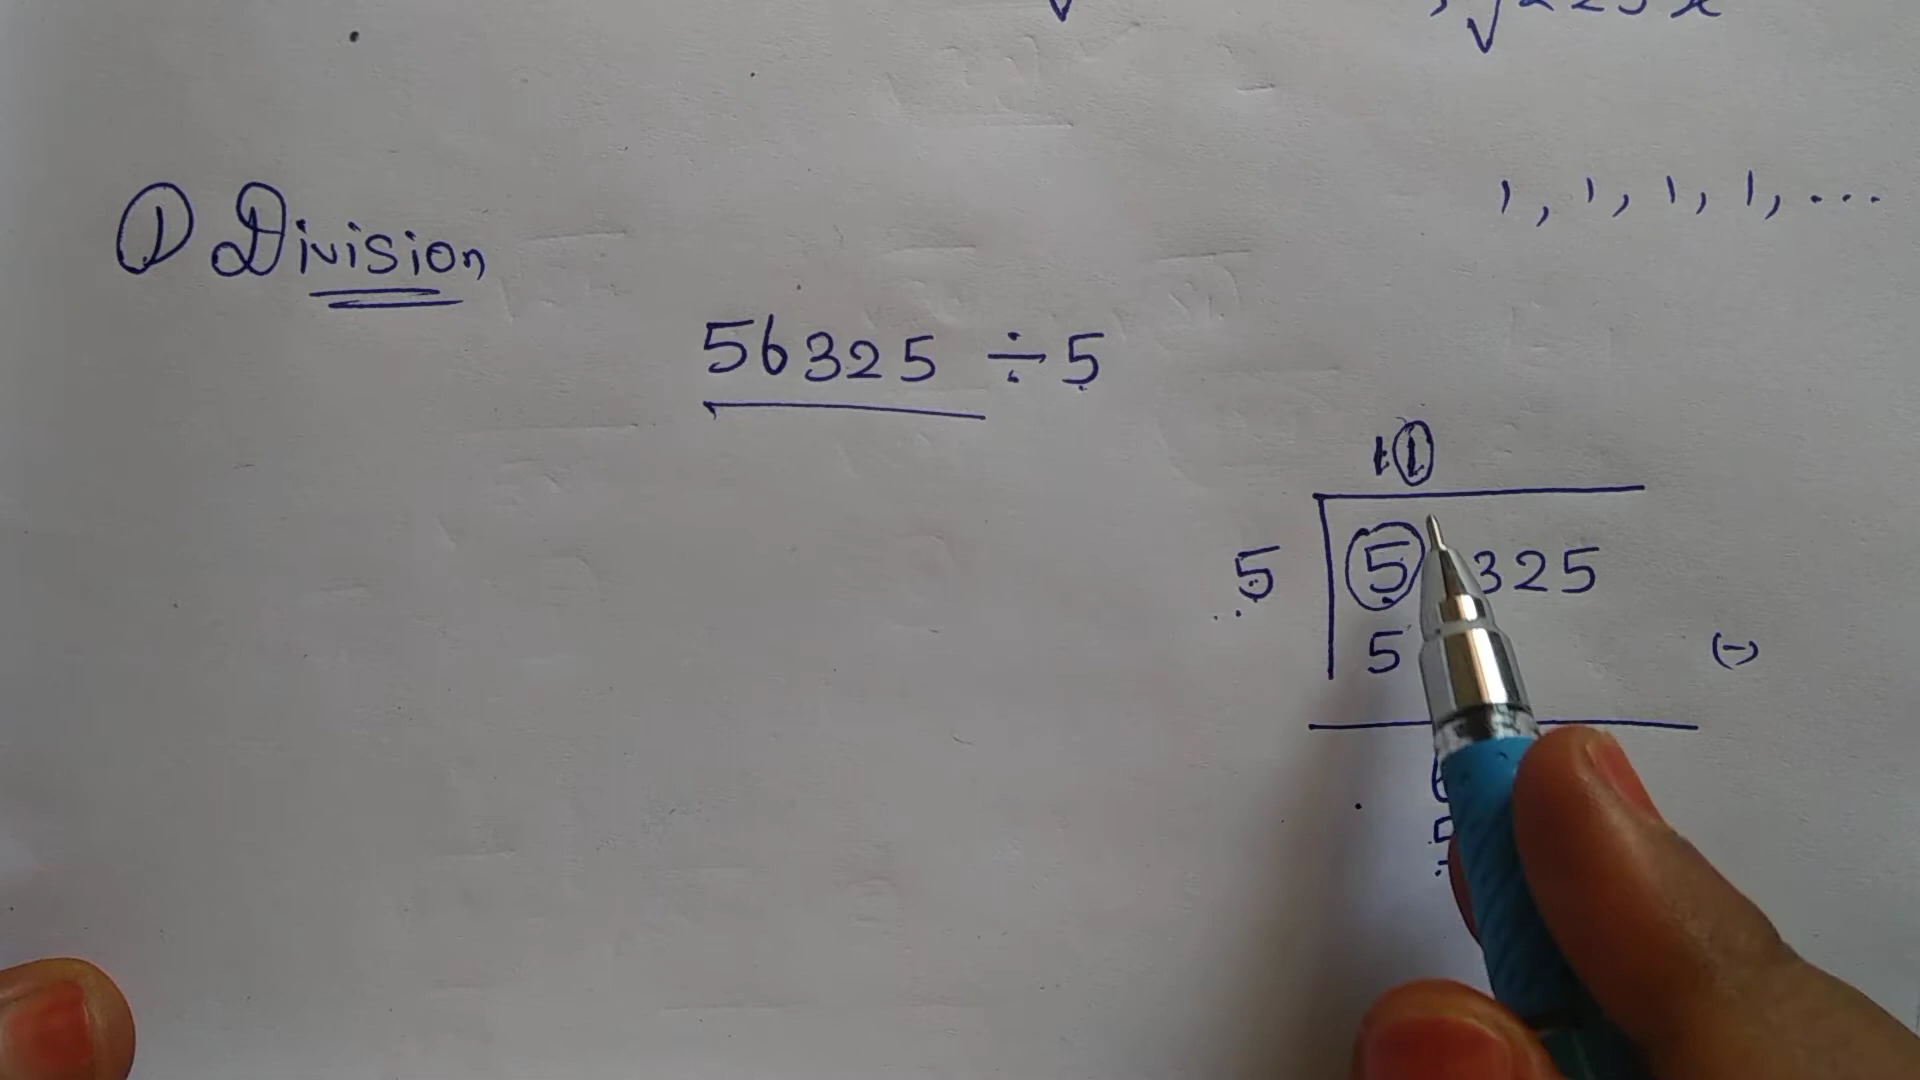 1, 1, 1, 1, ...
① Division
56325 ÷ 5
11
5 5 325
5 (-)